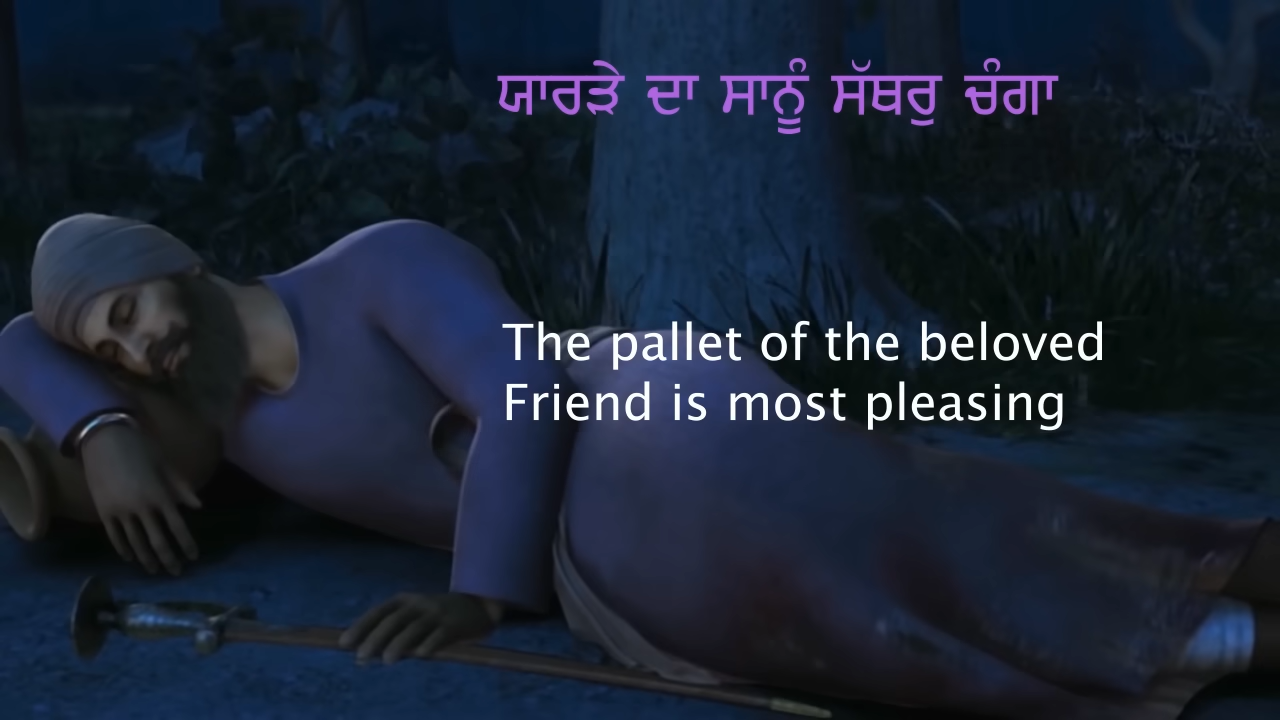 ਯਾਰੜੇ ਦਾ ਸਾਨੂੰ ਸੱਥਰੁ ਚੰਗਾ
The pallet of the beloved
Friend is most pleasing